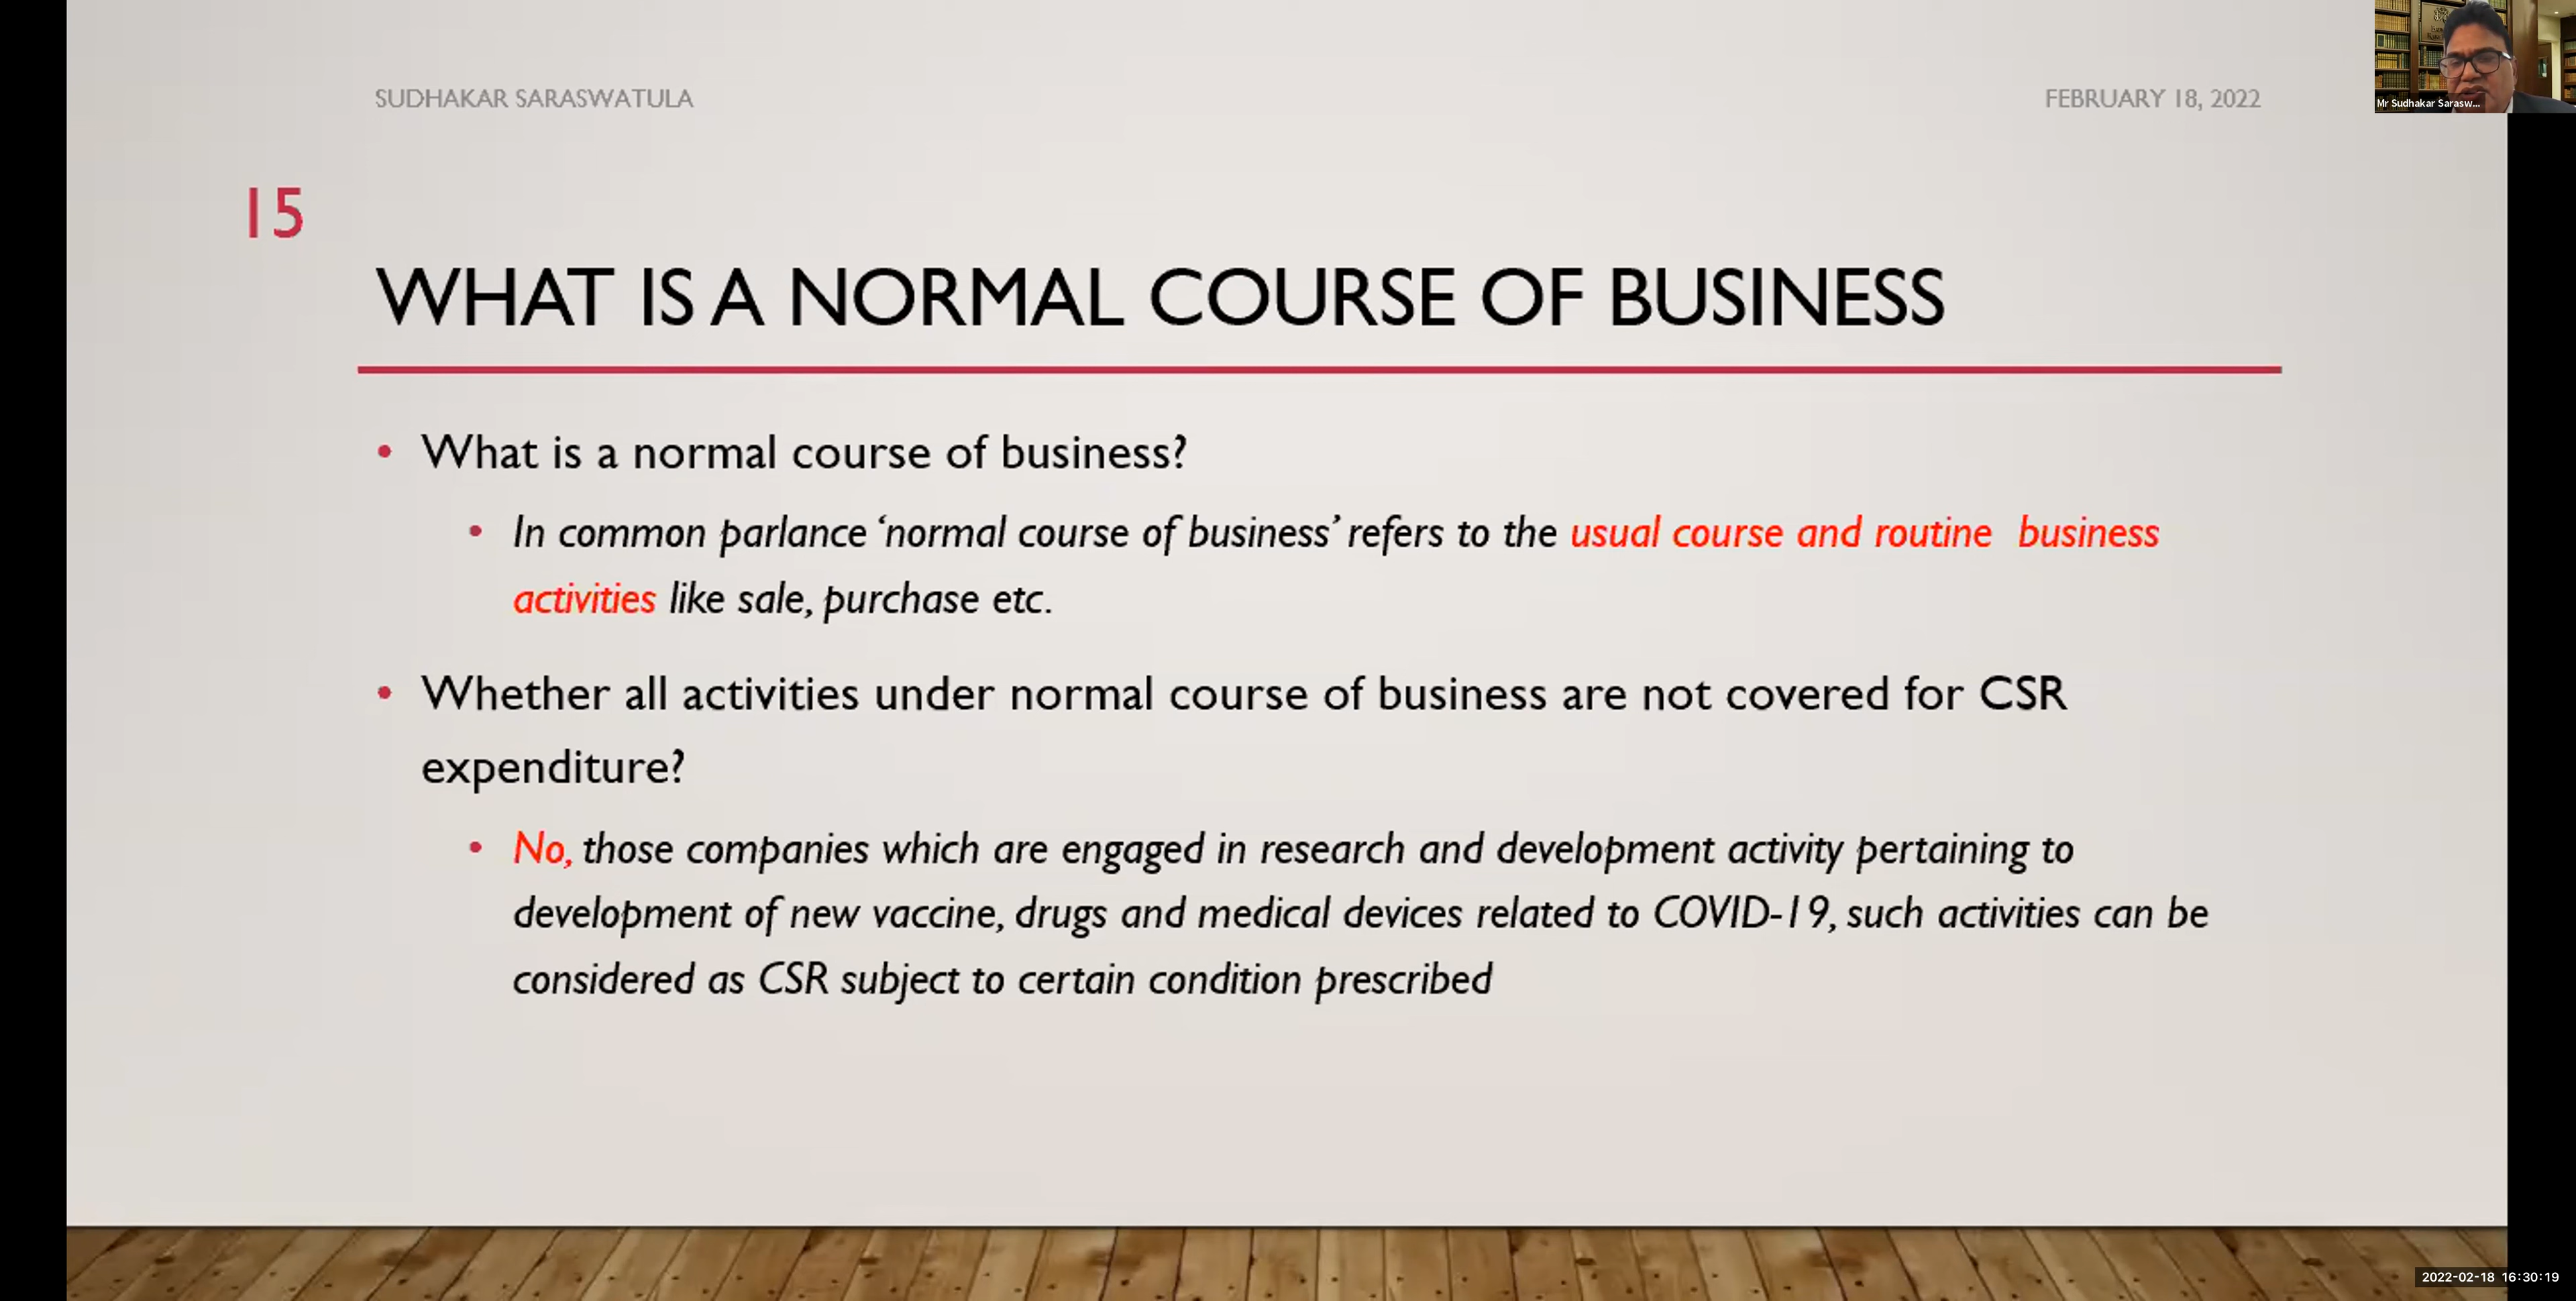 SUDHAKAR SARASWATULA
FEBRUARY 18, 2022
Mr Sudhakar Sarasw...
15
WHAT IS A NORMAL COURSE OF BUSINESS
• What is a normal course of business?
• In common parlance ‘normal course of business’ refers to the usual course and routine business
activities like sale, purchase etc.
• Whether all activities under normal course of business are not covered for CSR
expenditure?
• No, those companies which are engaged in research and development activity pertaining to
development of new vaccine, drugs and medical devices related to COVID-19, such activities can be
considered as CSR subject to certain condition prescribed
2022-02-18 16:30:19